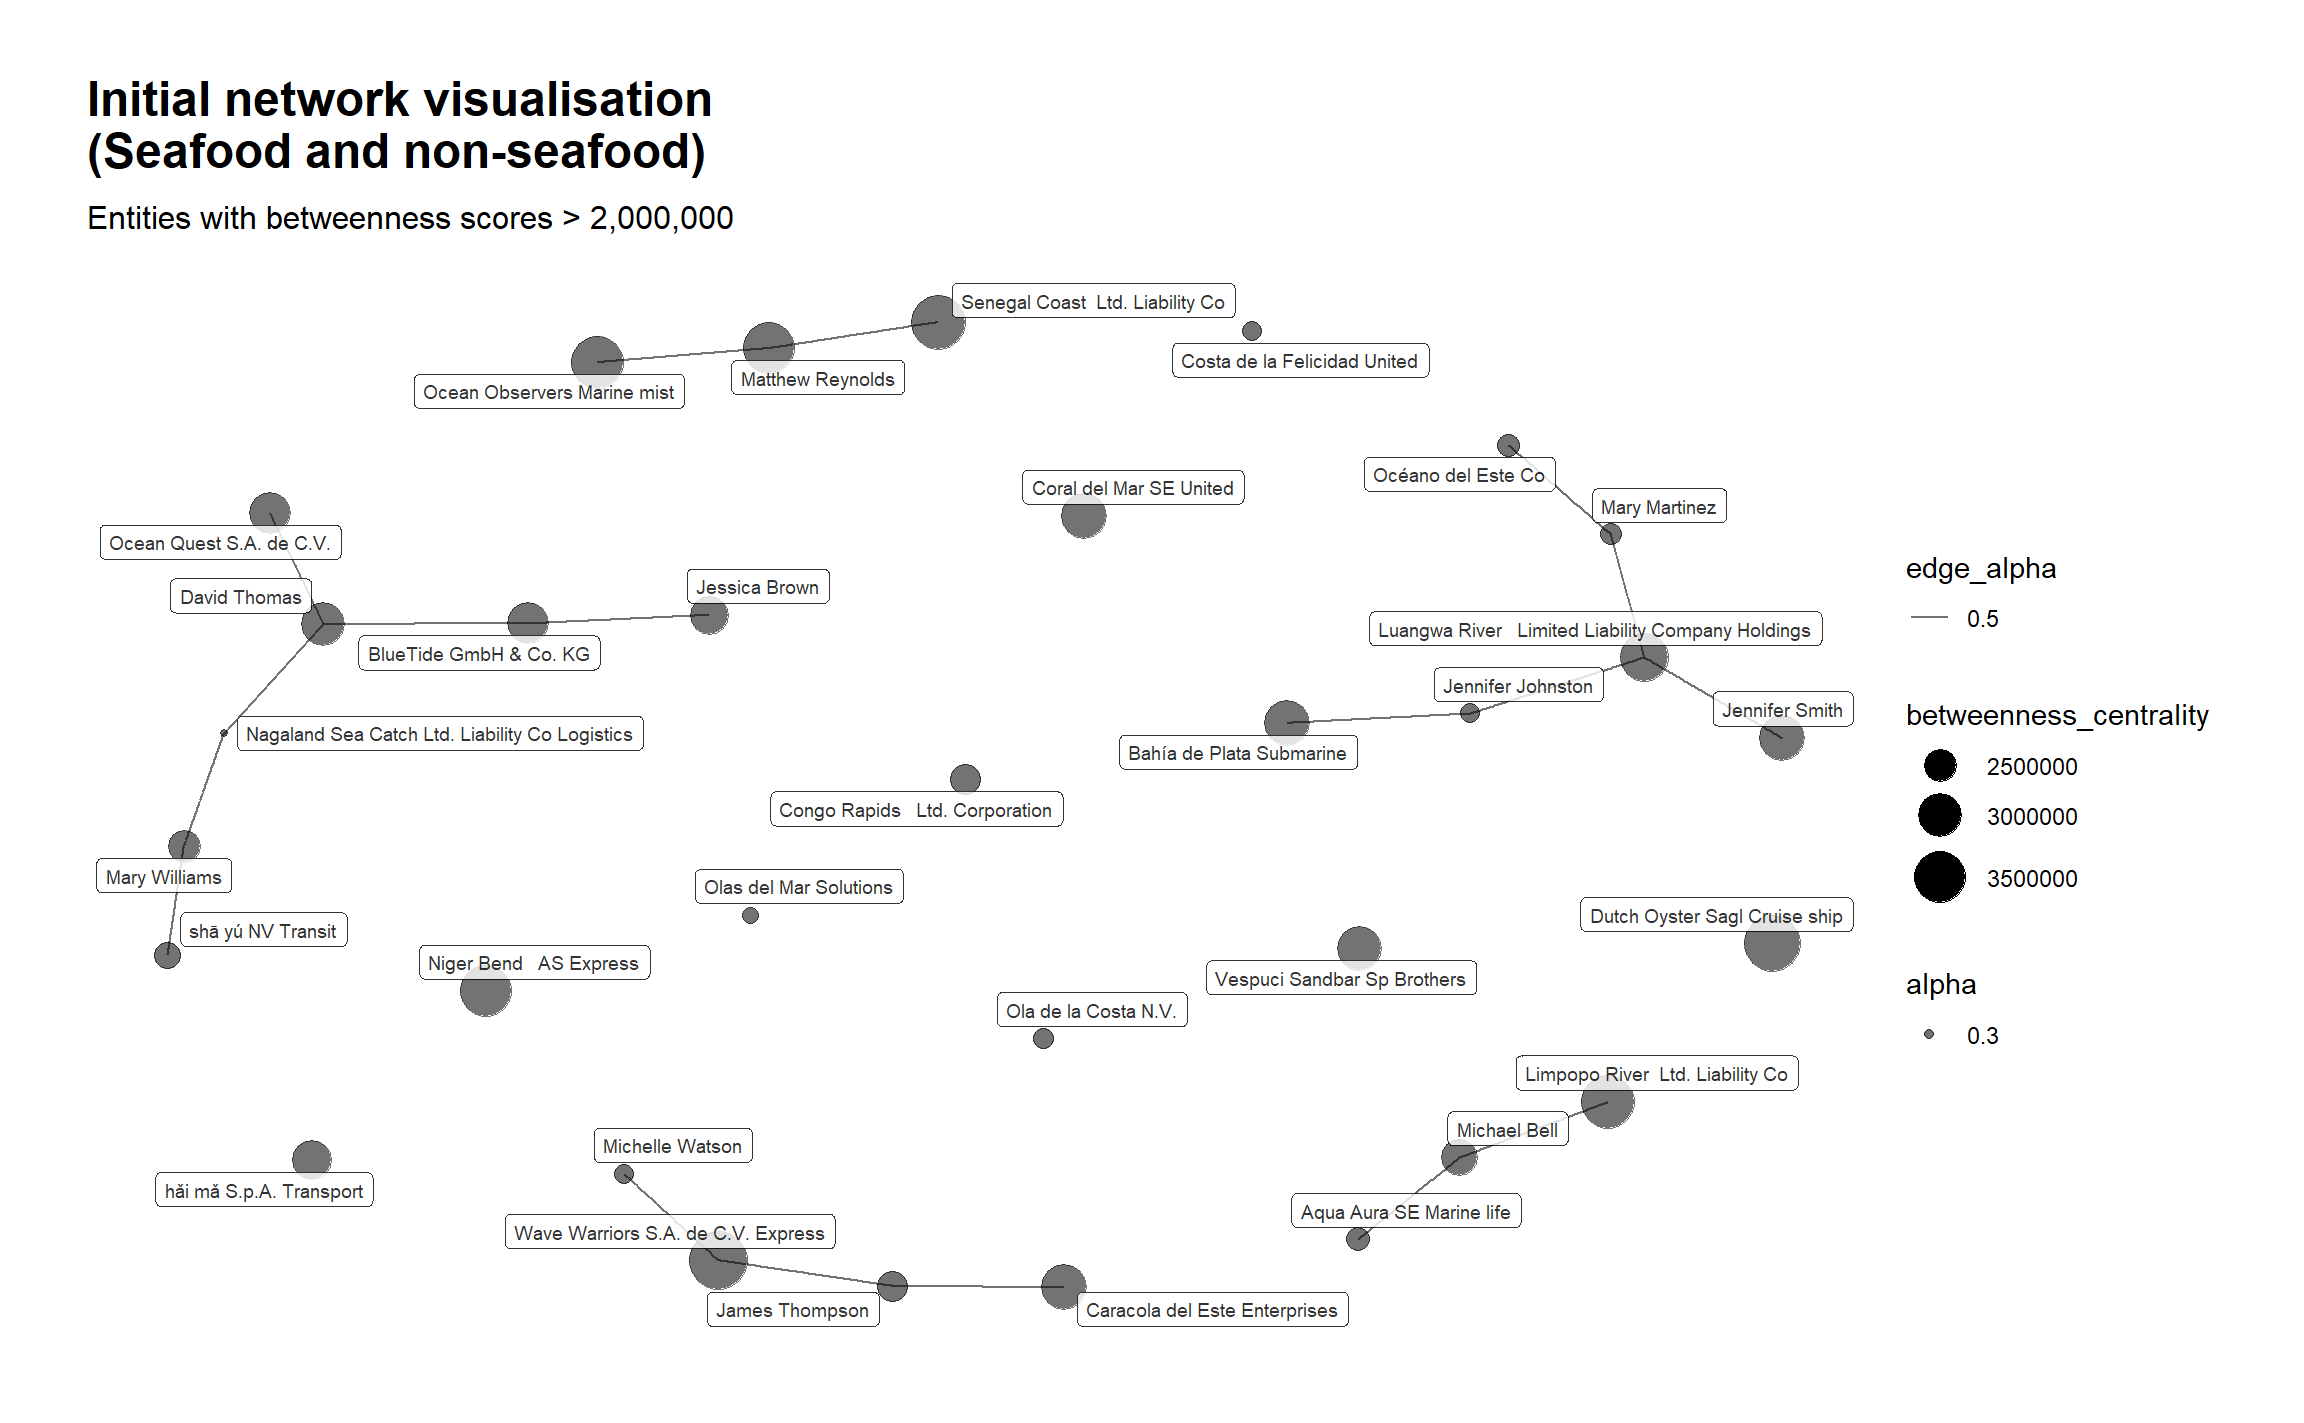 Initial network visualisation
(Seafood and non-seafood)
Entities with betweenness scores > 2,000,000
Senegal Coast  Ltd. Liability Co
Costa de la Felicidad United
Matthew Reynolds
Ocean Observers Marine mist
Océano del Este Co
Coral del Mar SE United
Mary Martinez
Ocean Quest S.A. de C.V.
Jessica Brown
David Thomas
Luangwa River   Limited Liability Company Holdings
BlueTide GmbH & Co. KG
Jennifer Johnston
Jennifer Smith
Nagaland Sea Catch Ltd. Liability Co Logistics
Bahía de Plata Submarine
Congo Rapids   Ltd. Corporation
Mary Williams
Olas del Mar Solutions
Dutch Oyster Sagl Cruise ship
shā yú NV Transit
Niger Bend   AS Express
Vespuci Sandbar Sp Brothers
Ola de la Costa N.V.
Limpopo River  Ltd. Liability Co
Michael Bell
Michelle Watson
hǎi mǎ S.p.A. Transport
Aqua Aura SE Marine life
Wave Warriors S.A. de C.V. Express
James Thompson
Caracola del Este Enterprises
edge_alpha
0.5
betweenness_centrality
2500000
3000000
3500000
alpha
0.3